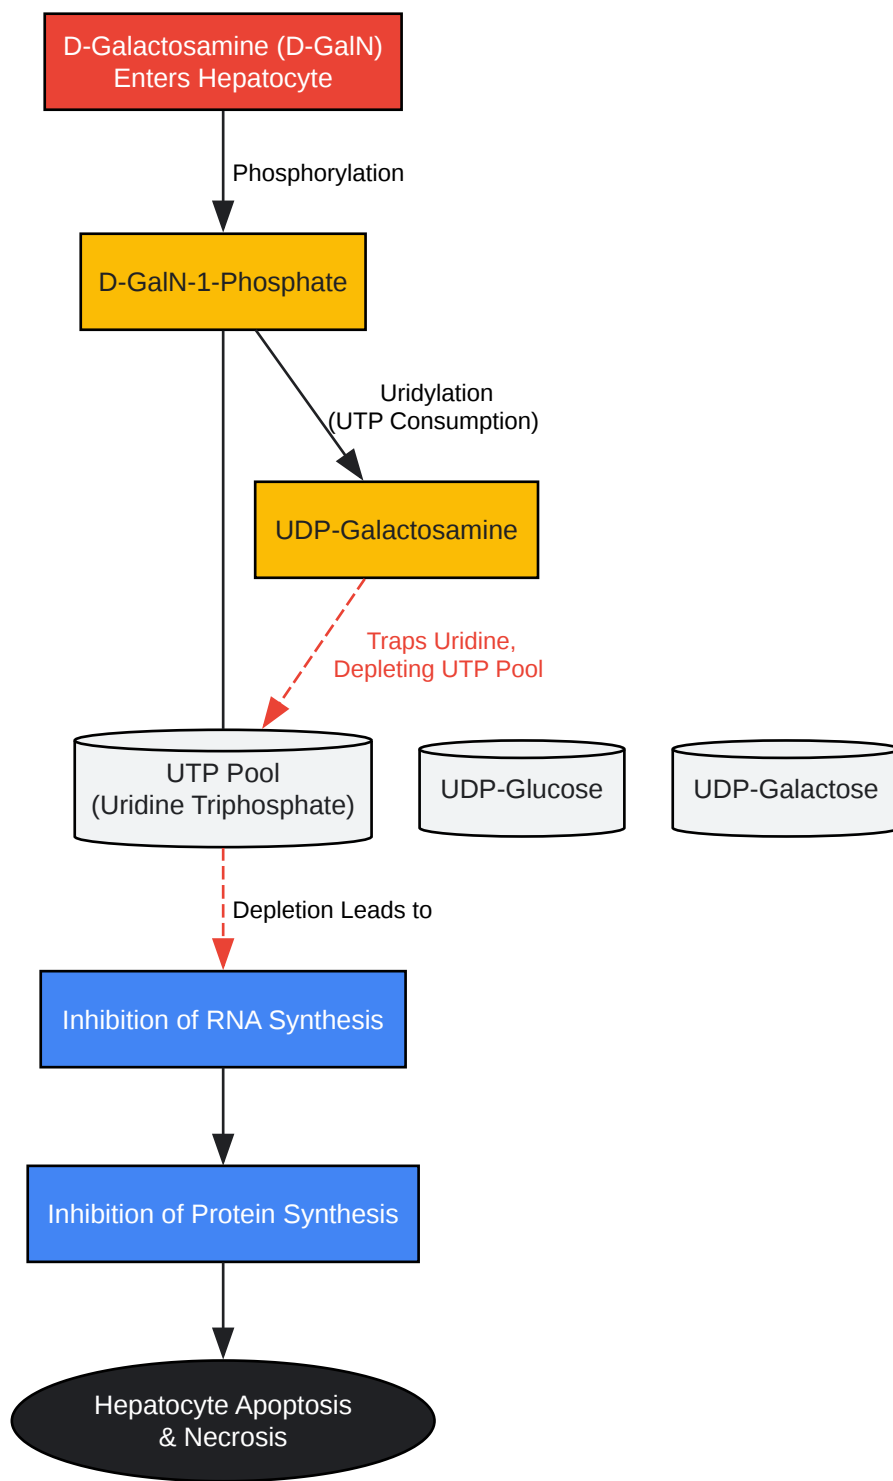 D-Galactosamine (D-GalN)
Enters Hepatocyte
Phosphorylation
D-GalN-1-Phosphate
Uridylation
(UTP Consumption)
UDP-Galactosamine
Traps Uridine,
Depleting UTP Pool
UTP Pool
(Uridine Triphosphate)
UDP-Glucose
UDP-Galactose
Depletion Leads to
Inhibition of RNA Synthesis
Inhibition of Protein Synthesis
Hepatocyte Apoptosis
& Necrosis